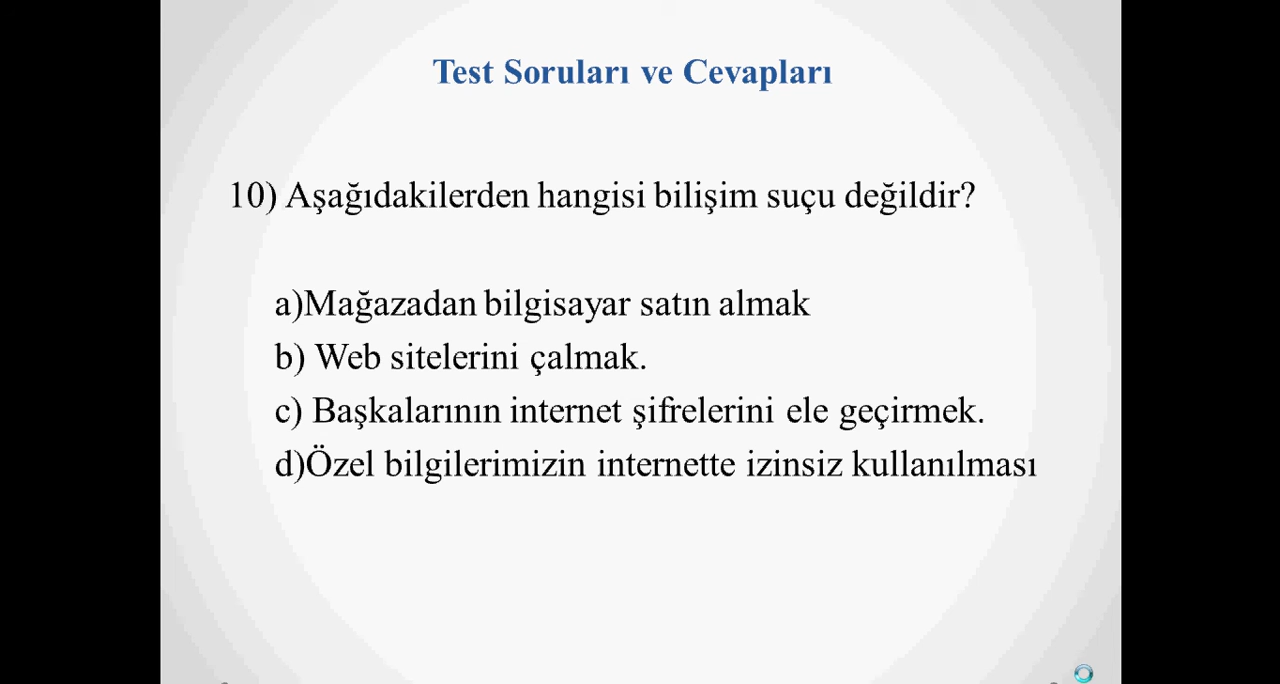 Test Soruları ve Cevapları
10) Aşağıdakilerden hangisi bilişim suçu değildir?
a)Mağazadan bilgisayar satın almak
b) Web sitelerini çalmak.
c) Başkalarının internet şifrelerini ele geçirmek.
d)Özel bilgilerimizin internette izinsiz kullanılması